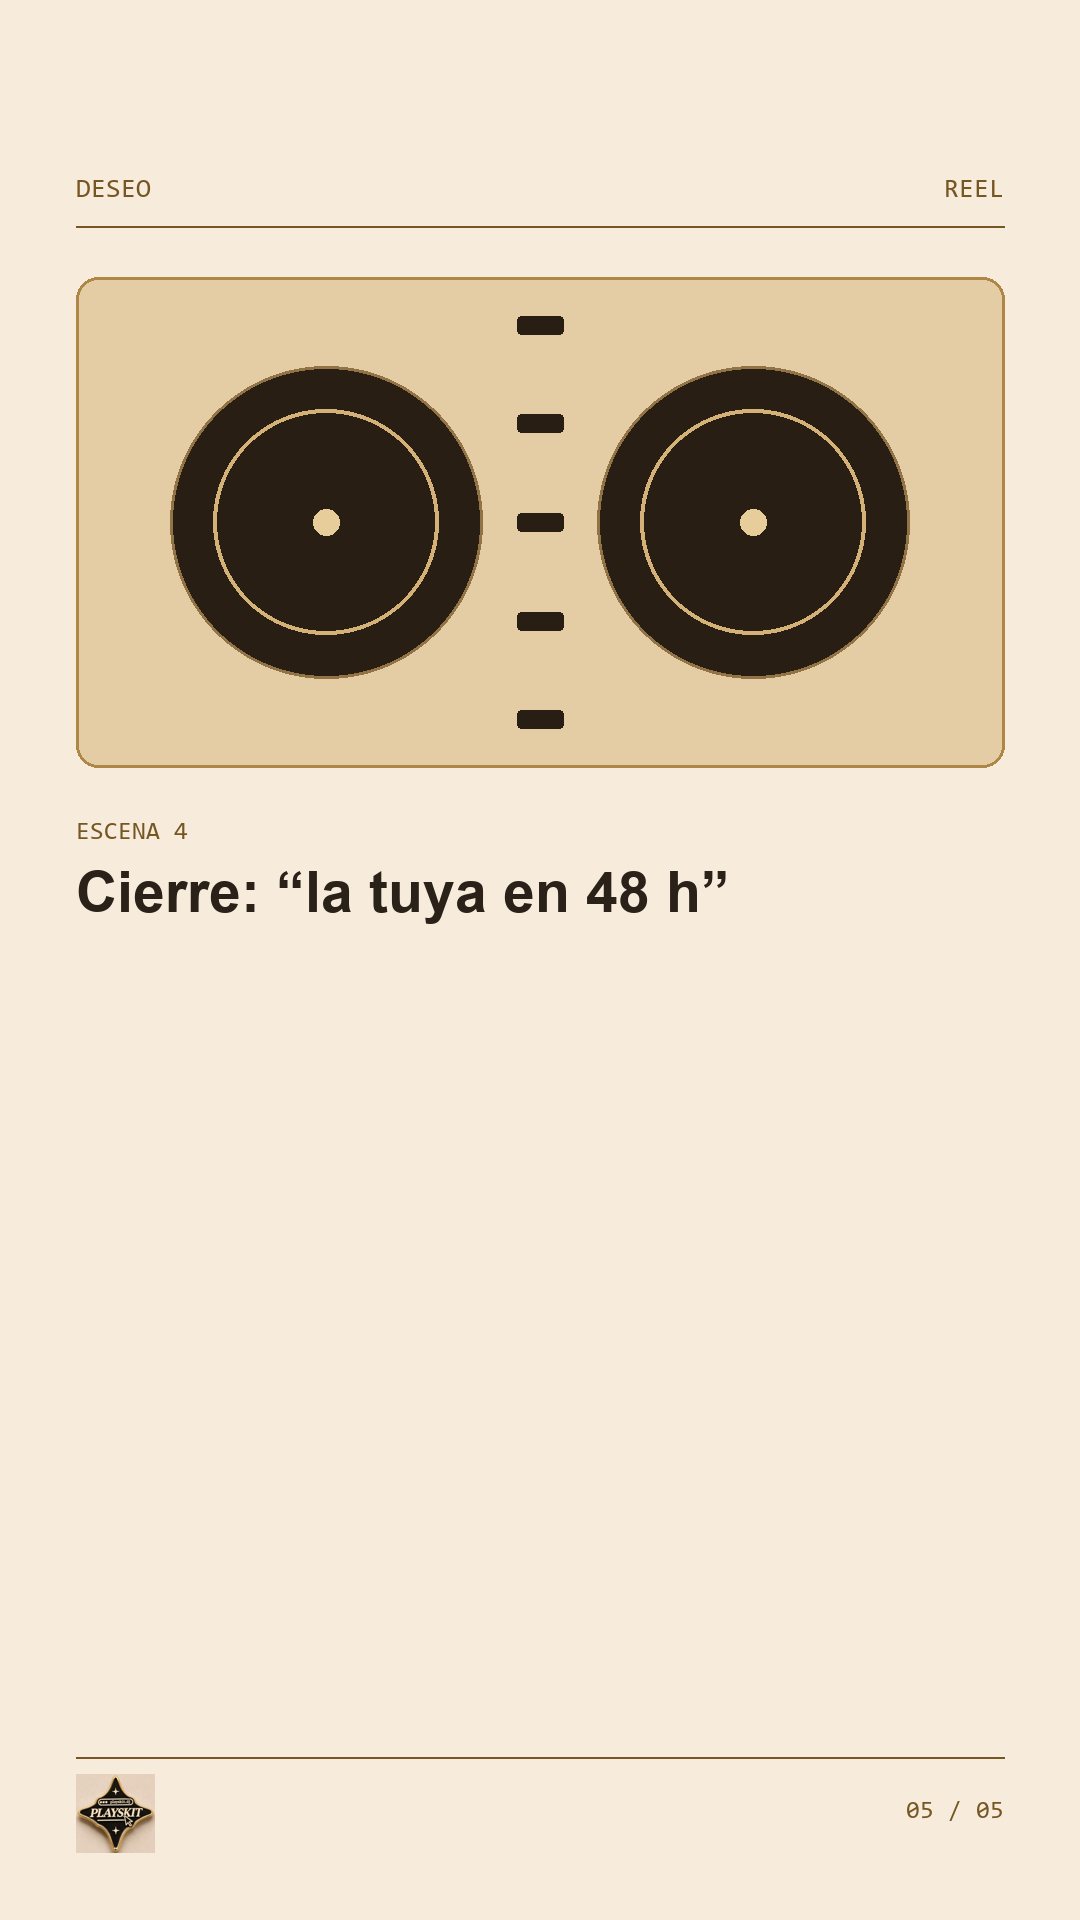 DESEO
REEL
ESCENA 4
Cierre: “la tuya en 48 h”
PLAYSKIT
05 / 05